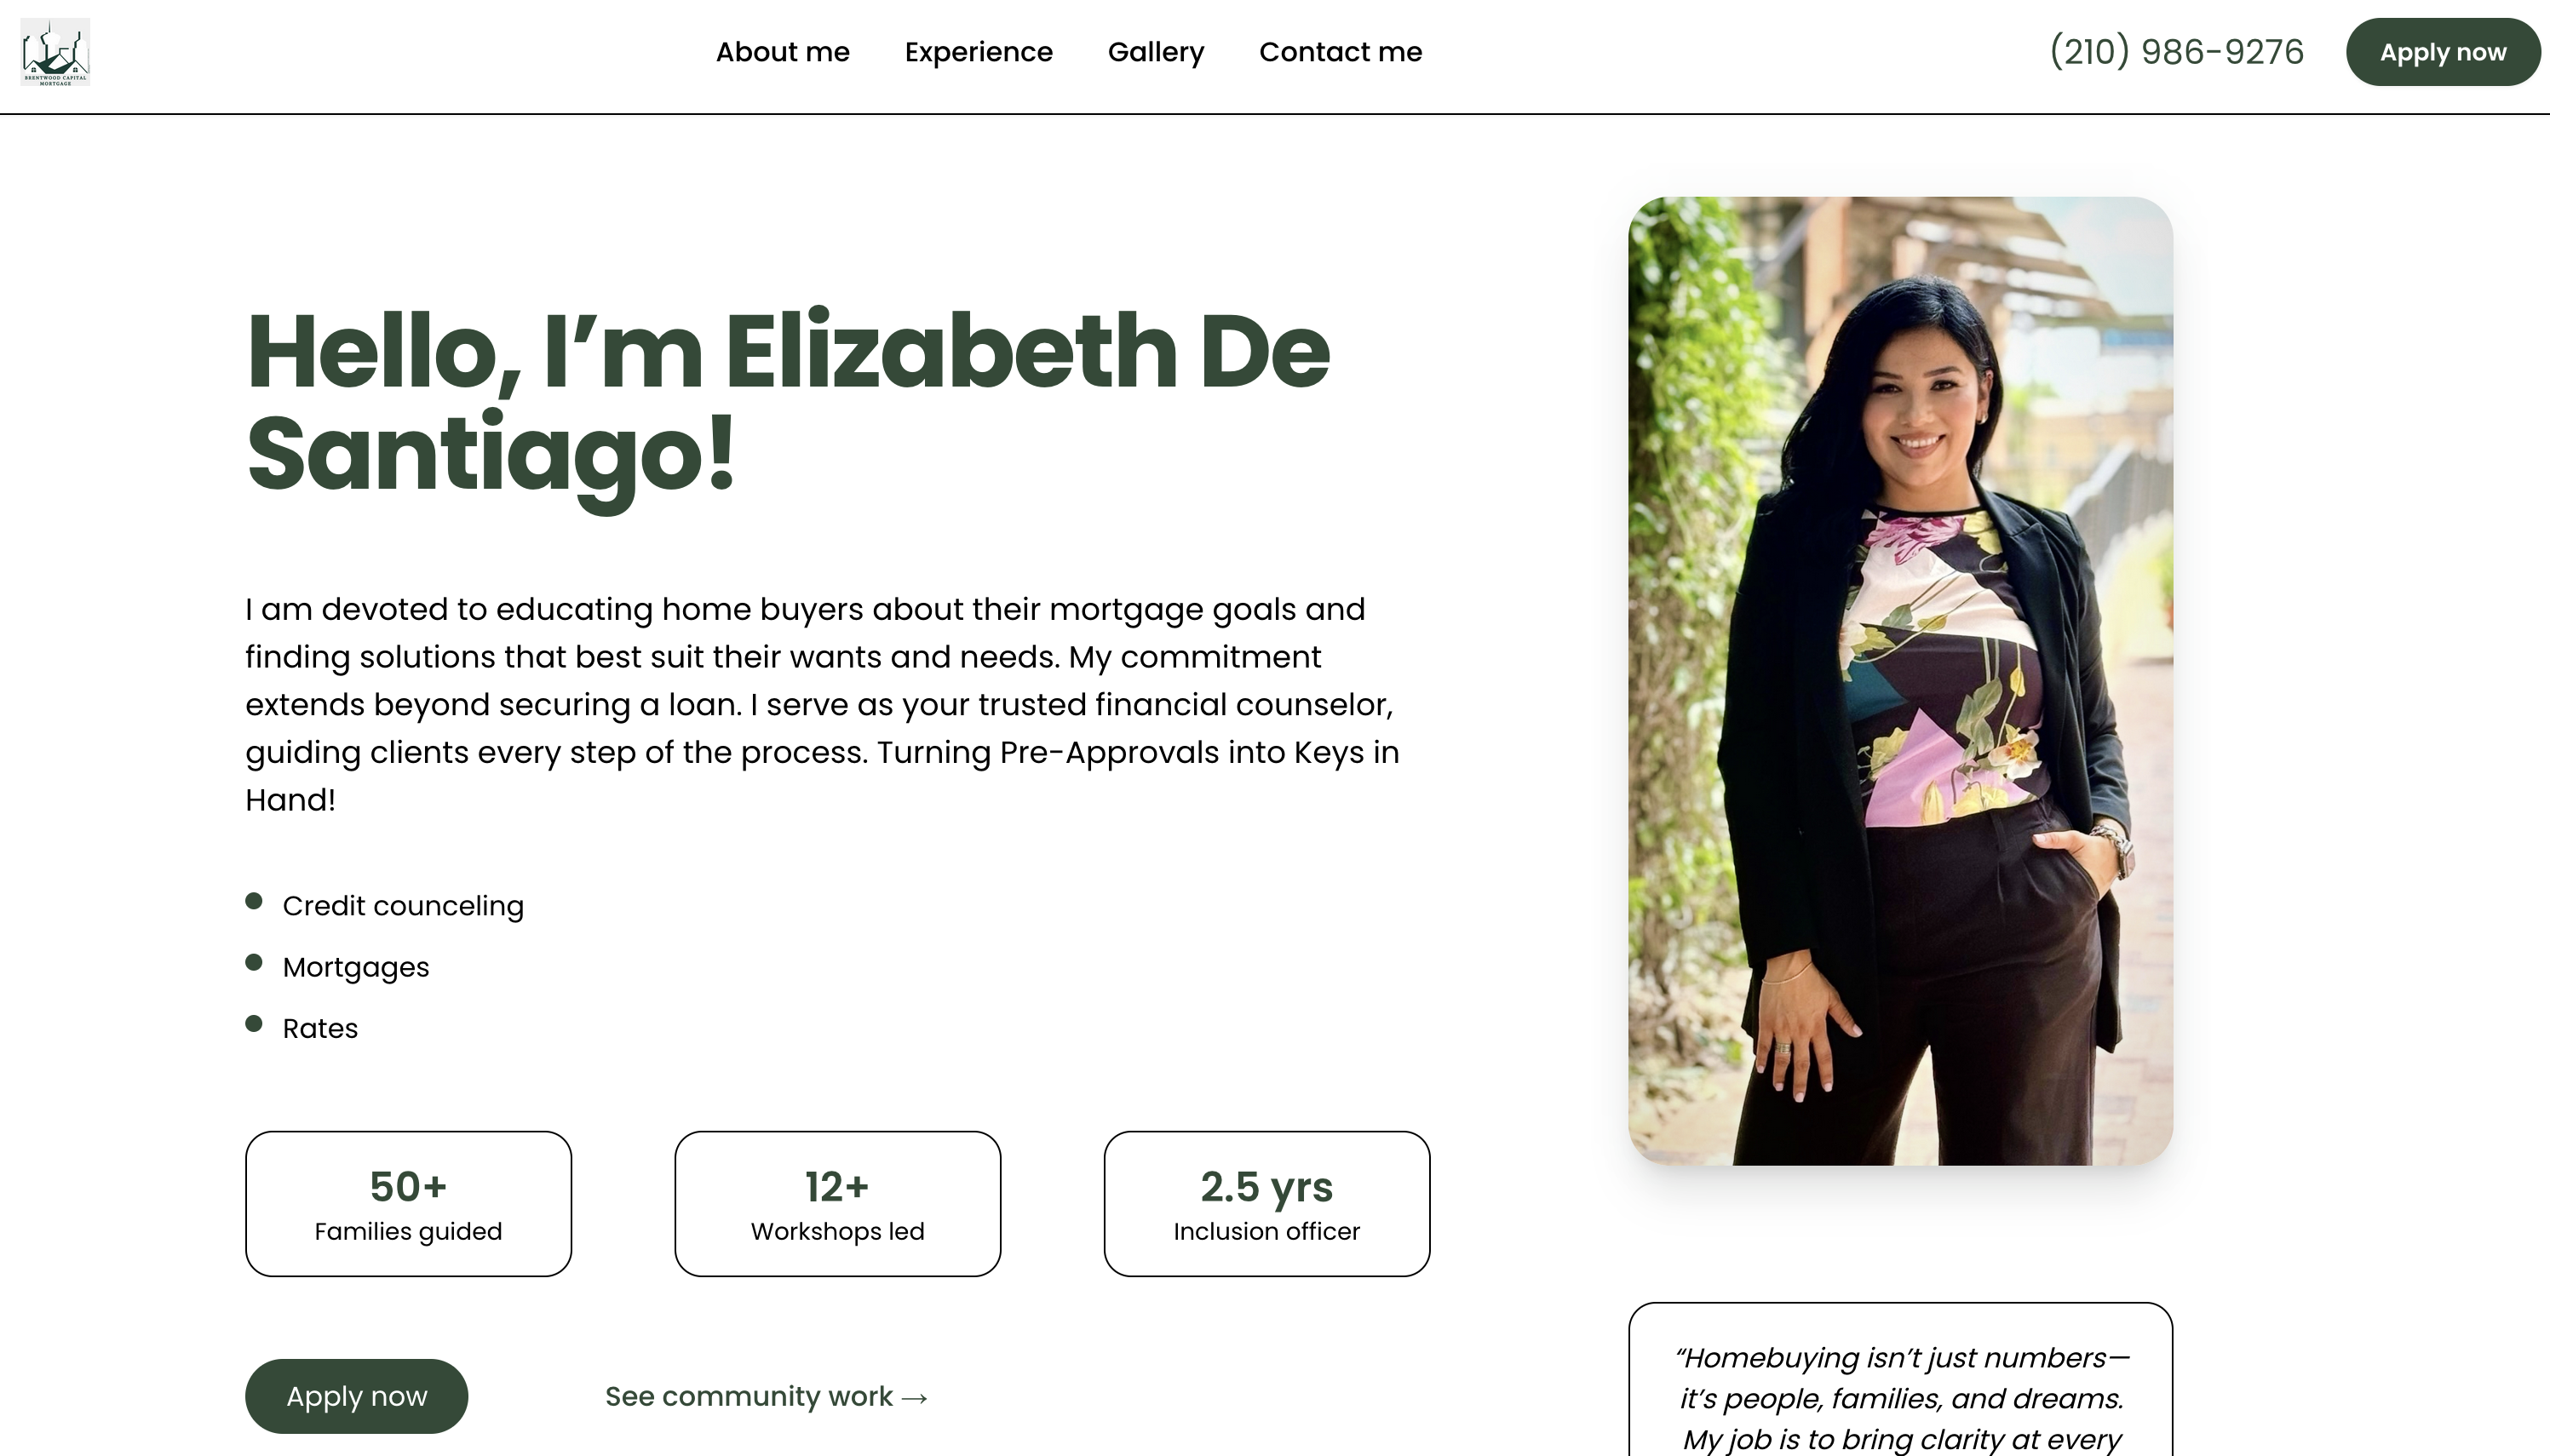 BRENTWOOD CAPITAL
MORTGAGE
About me
Experience
Gallery
Contact me
(210) 986-9276
Apply now
Hello, I’m Elizabeth De
Santiago!
I am devoted to educating home buyers about their mortgage goals and
finding solutions that best suit their wants and needs. My commitment
extends beyond securing a loan. I serve as your trusted financial counselor,
guiding clients every step of the process. Turning Pre-Approvals into Keys in
Hand!
Credit counceling
Mortgages
Rates
50+
Families guided
12+
Workshops led
2.5 yrs
Inclusion officer
Apply now
See community work →
“Homebuying isn’t just numbers—
it’s people, families, and dreams.
My job is to bring clarity at every